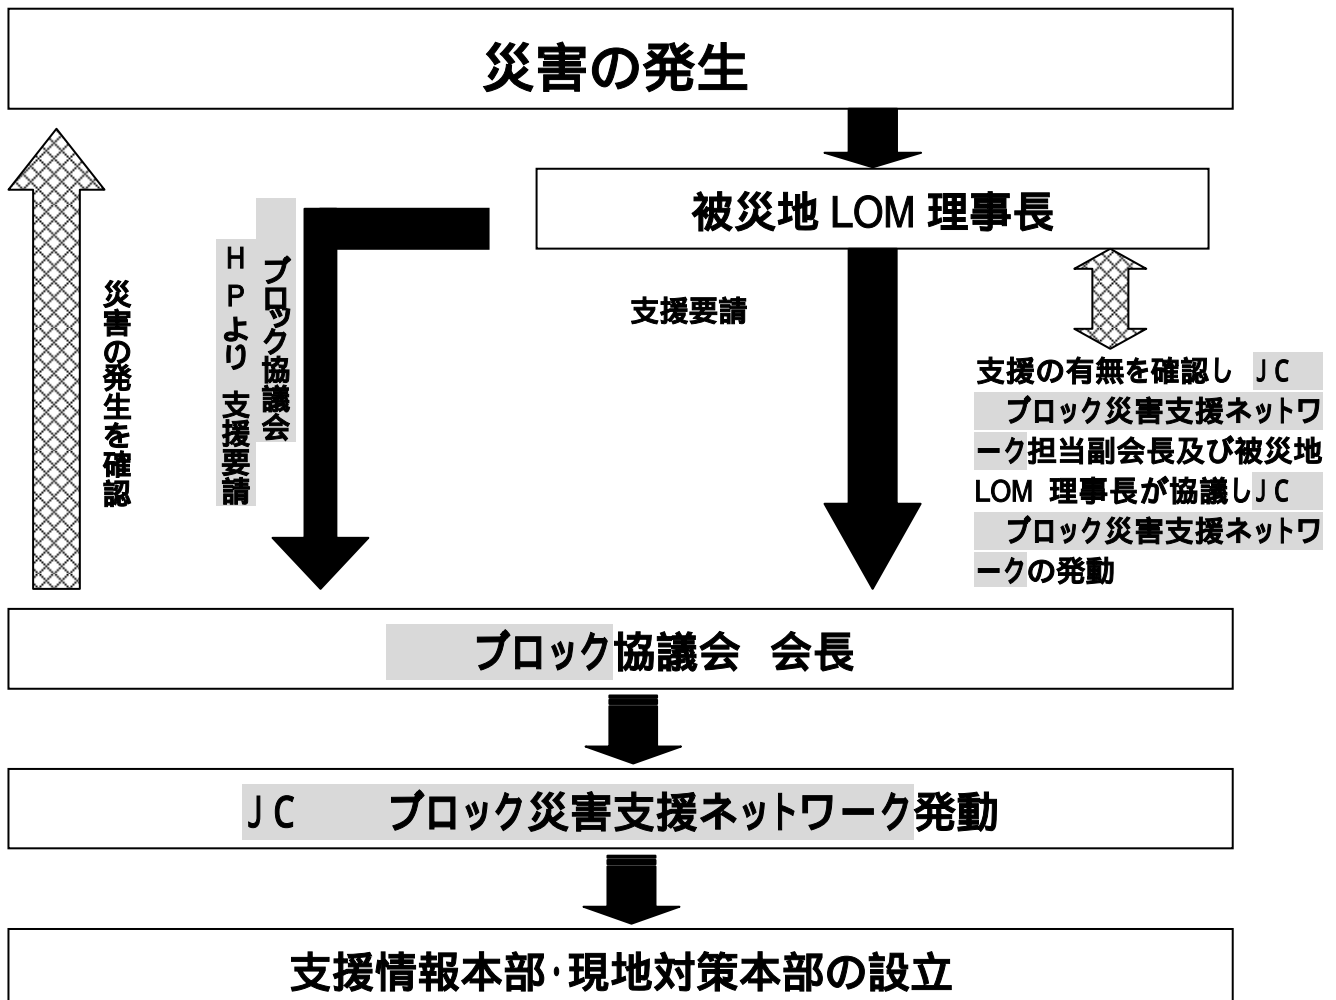 災害の発生
被災地 LOM 理事長
災害の発生を確認
ブロック協議会
ＨＰより 支援要請
支援要請
支援の有無を確認し ＪＣ
ブロック災害支援ネットワ
ーク担当副会長及び被災地
LOM 理事長が協議しＪＣ
ブロック災害支援ネットワ
ークの発動
ブロック協議会 会長
ＪＣ ブロック災害支援ネットワーク発動
支援情報本部・現地対策本部の設立